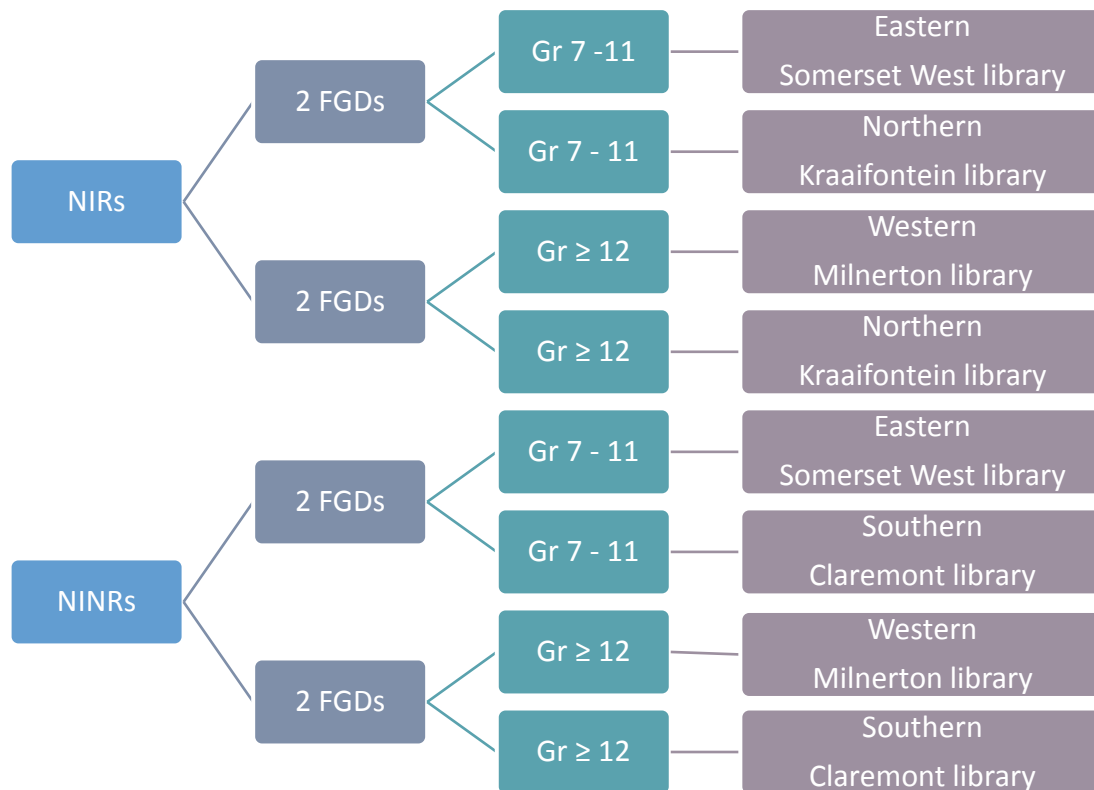 NIRs
2 FGDs
Gr 7 -11
Eastern
Somerset West library
Gr 7 - 11
Northern
Kraaifontein library
2 FGDs
Gr ≥ 12
Western
Milnerton library
Gr ≥ 12
Northern
Kraaifontein library
NINRs
2 FGDs
Gr 7 - 11
Eastern
Somerset West library
Gr 7 - 11
Southern
Claremont library
2 FGDs
Gr ≥ 12
Western
Milnerton library
Gr ≥ 12
Southern
Claremont library